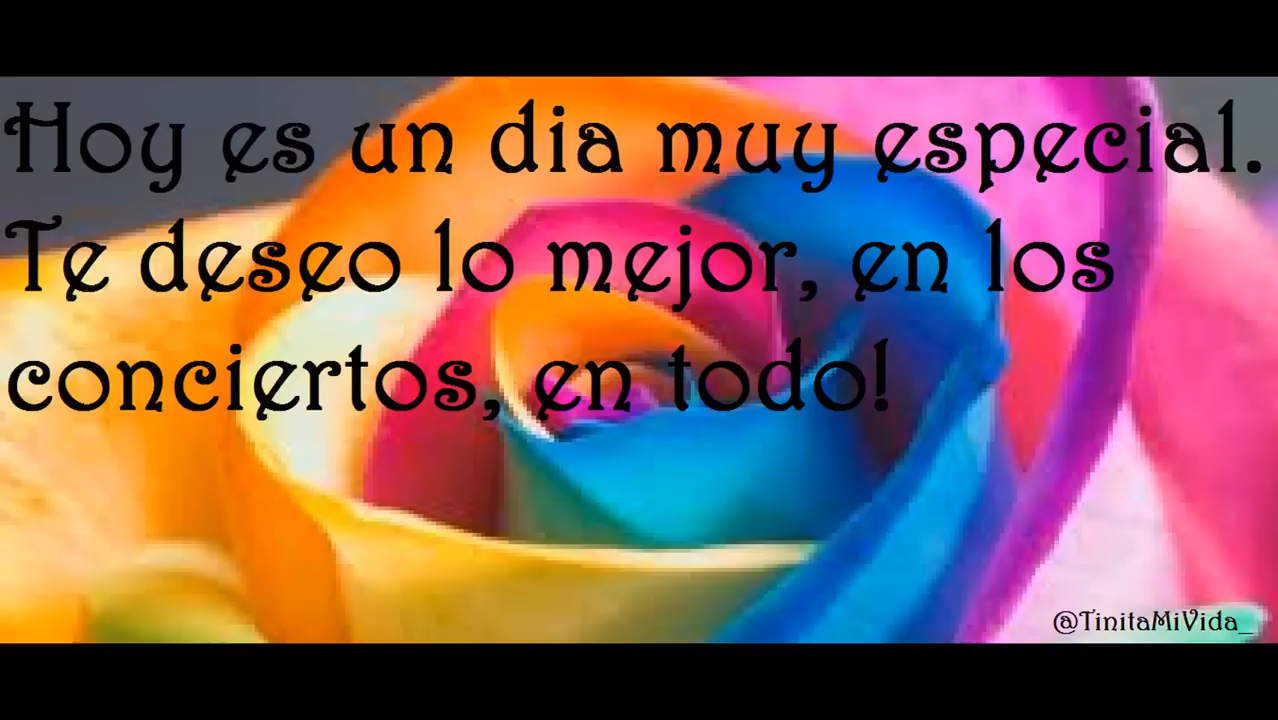 Hoy es un dia muy especial.
Te deseo lo mejor, en los
conciertos, en todo!
@TinitaMiVida_